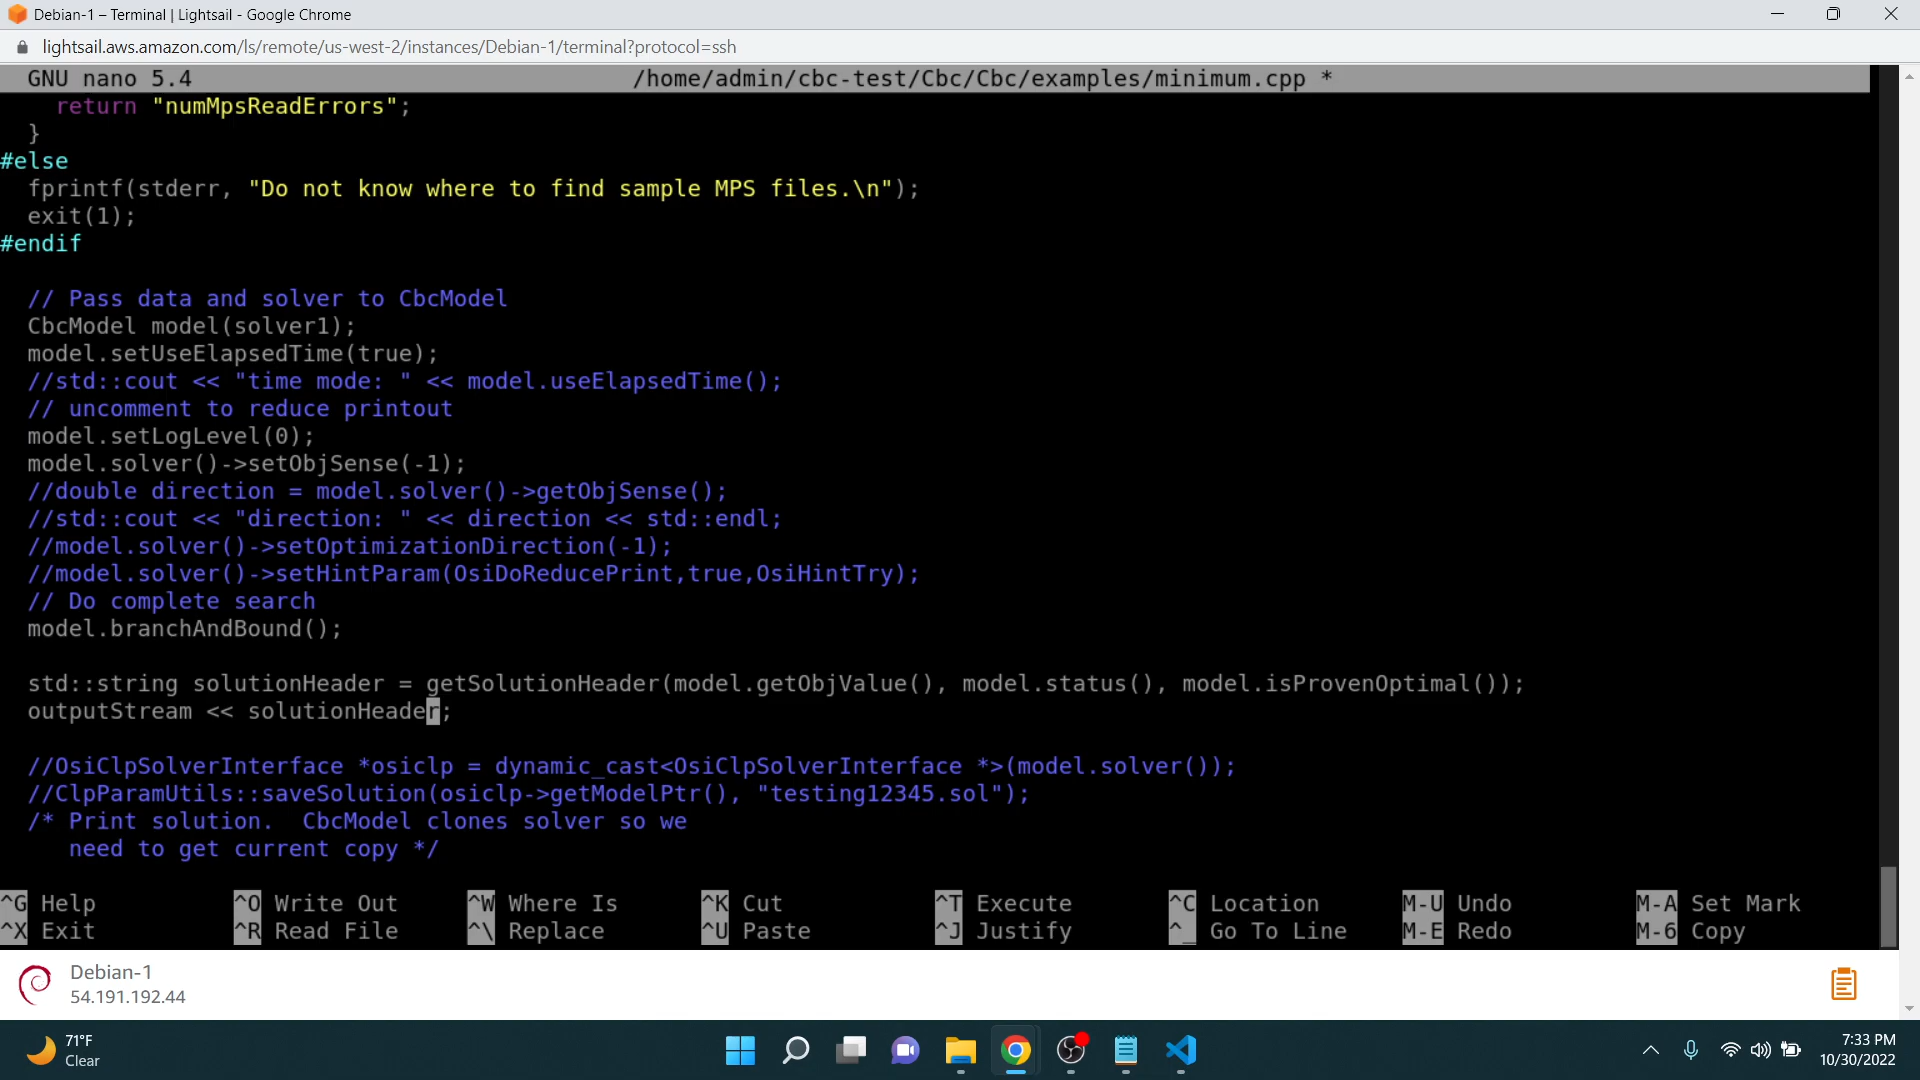 Debian-1 – Terminal | Lightsail - Google Chrome
lightsail.aws.amazon.com/ls/remote/us-west-2/instances/Debian-1/terminal?protocol=ssh
GNU nano 5.4 /home/admin/cbc-test/Cbc/Cbc/examples/minimum.cpp *
return "numMpsReadErrors";
}
#else
fprintf(stderr, "Do not know where to find sample MPS files.\n");
exit(1);
#endif
// Pass data and solver to CbcModel
CbcModel model(solver1);
model.setUseElapsedTime(true);
//std::cout << "time mode: " << model.useElapsedTime();
// uncomment to reduce printout
model.setLogLevel(0);
model.solver()->setObjSense(-1);
//double direction = model.solver()->getObjSense();
//std::cout << "direction: " << direction << std::endl;
//model.solver()->setOptimizationDirection(-1);
//model.solver()->setHintParam(OsiDoReducePrint,true,OsiHintTry);
// Do complete search
model.branchAndBound();
std::string solutionHeader = getSolutionHeader(model.getObjValue(), model.status(), model.isProvenOptimal());
outputStream << solutionHeader;
//OsiClpSolverInterface *osiclp = dynamic_cast<OsiClpSolverInterface *>(model.solver());
//ClpParamUtils::saveSolution(osiclp->getModelPtr(), "testing12345.sol");
/* Print solution.  CbcModel clones solver so we
need to get current copy */
^G Help ^O Write Out ^W Where Is ^K Cut ^T Execute ^C Location M-U Undo M-A Set Mark
^X Exit ^R Read File ^\ Replace ^U Paste ^J Justify ^_ Go To Line M-E Redo M-6 Copy
Debian-1
54.191.192.44
71°F
Clear
7:33 PM
10/30/2022